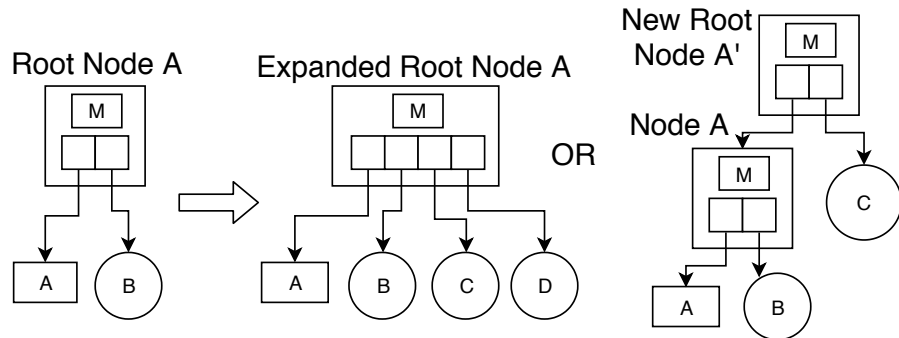 Root Node A
M
A
B
Expanded Root Node A
M
A
B
C
D
OR
New Root
Node A'
M
C
Node A
M
A
B